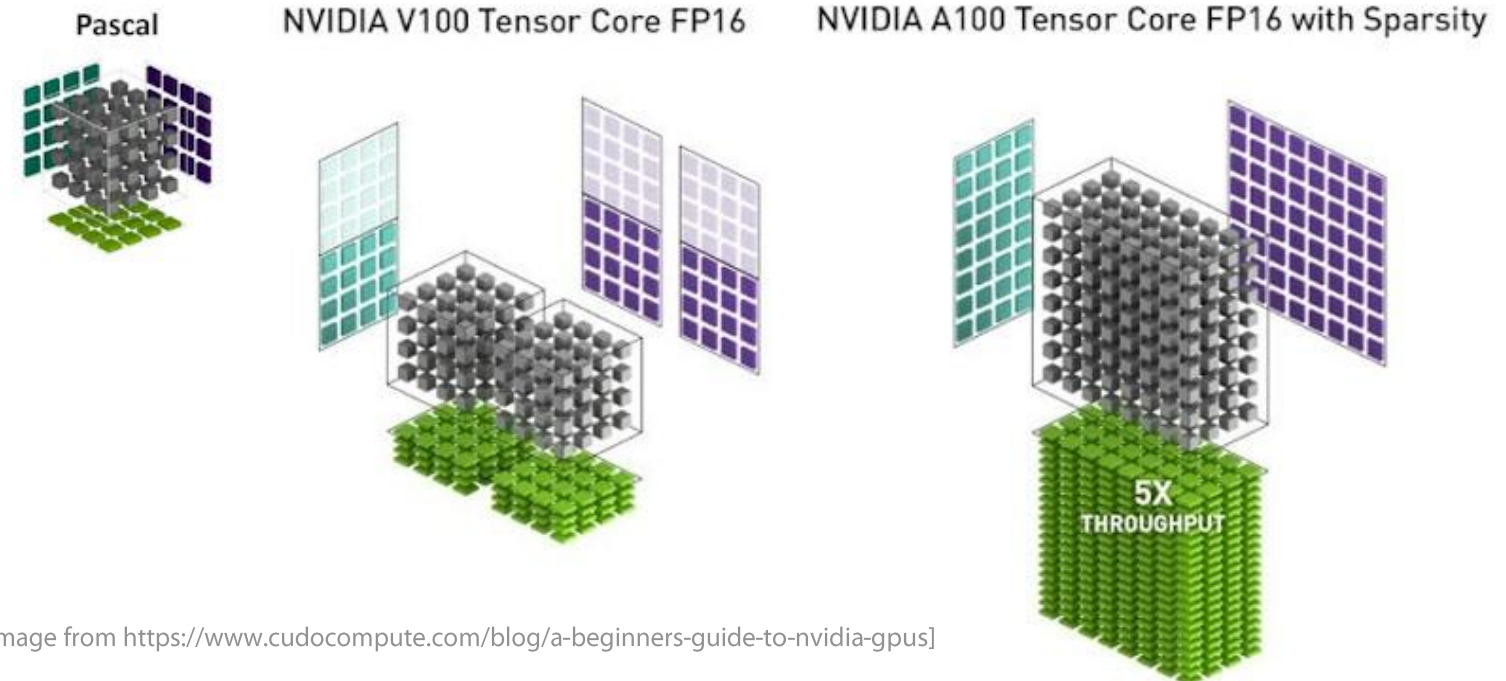 Pascal
NVIDIA V100 Tensor Core FP16
NVIDIA A100 Tensor Core FP16 with Sparsity
5X
THROUGHPUT
mage from https://www.cudocompute.com/blog/a-beginners-guide-to-nvidia-gpus]